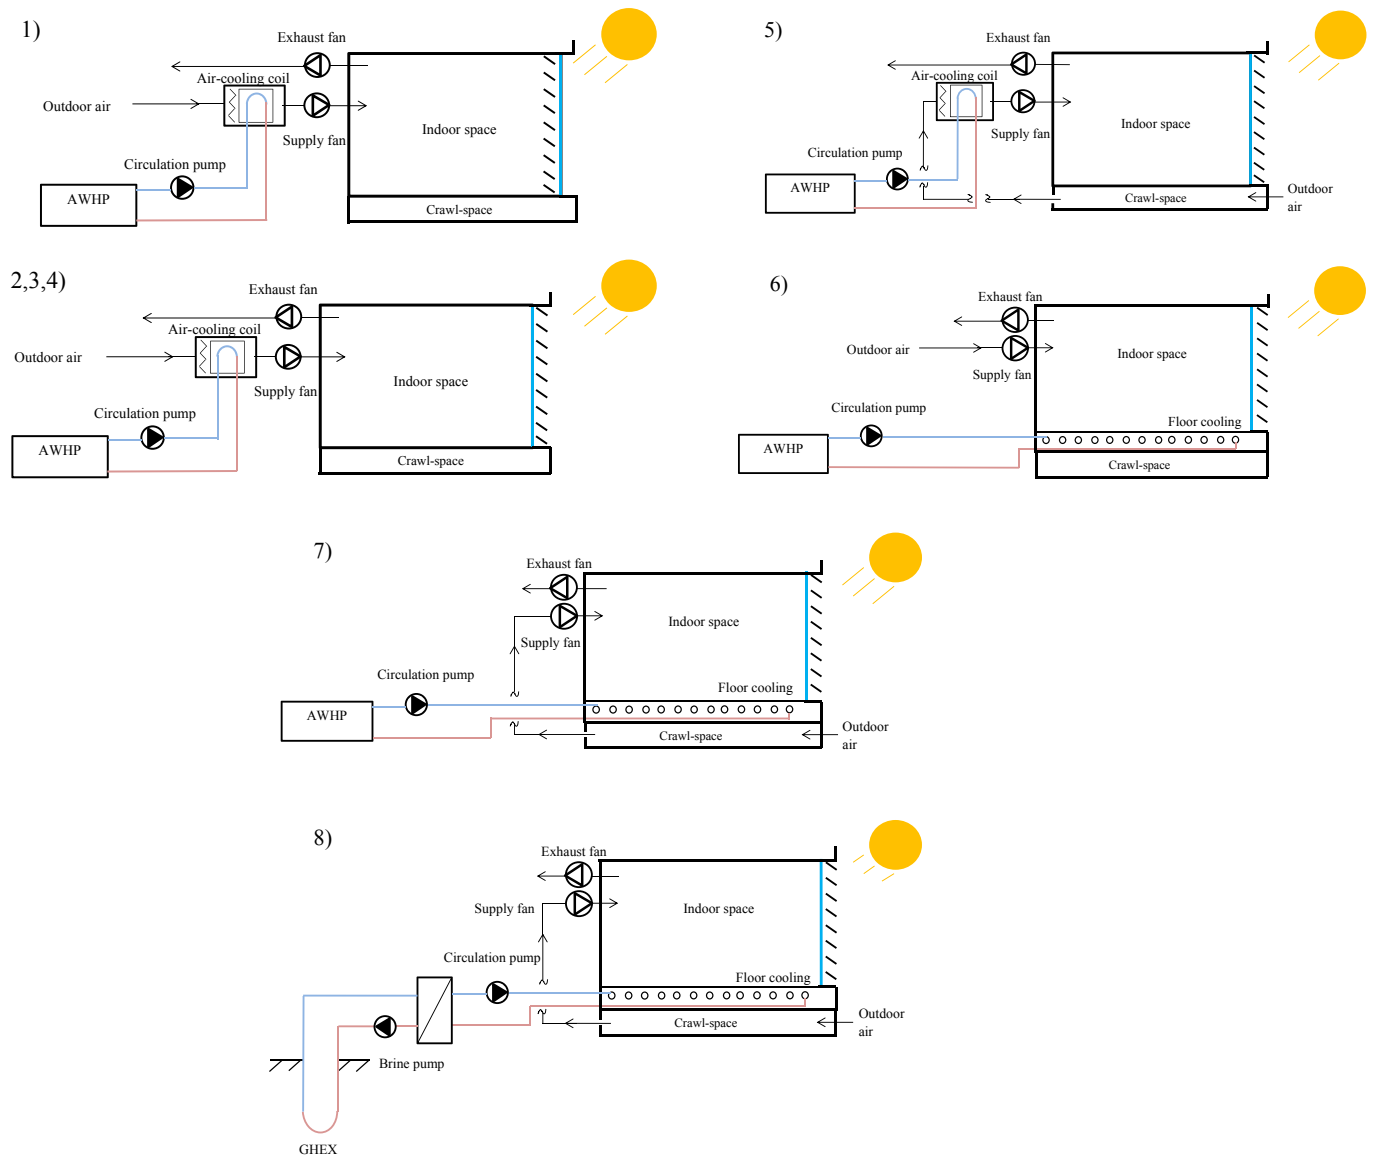 1)
Exhaust fan
Air-cooling coil
Outdoor air
Supply fan
Indoor space
Circulation pump
AWHP
Crawl-space
5)
Exhaust fan
Air-cooling coil
Supply fan
Indoor space
Circulation pump
AWHP
Crawl-space
Outdoor
air
2,3,4)
Exhaust fan
Air-cooling coil
Outdoor air
Supply fan
Indoor space
Circulation pump
AWHP
Crawl-space
6)
Exhaust fan
Outdoor air
Supply fan
Indoor space
Circulation pump
Floor cooling
AWHP
Crawl-space
7)
Exhaust fan
Indoor space
Supply fan
Circulation pump
Floor cooling
AWHP
Crawl-space
Outdoor
air
8)
Exhaust fan
Supply fan
Indoor space
Circulation pump
Floor cooling
Crawl-space
Outdoor
air
Brine pump
GHEX